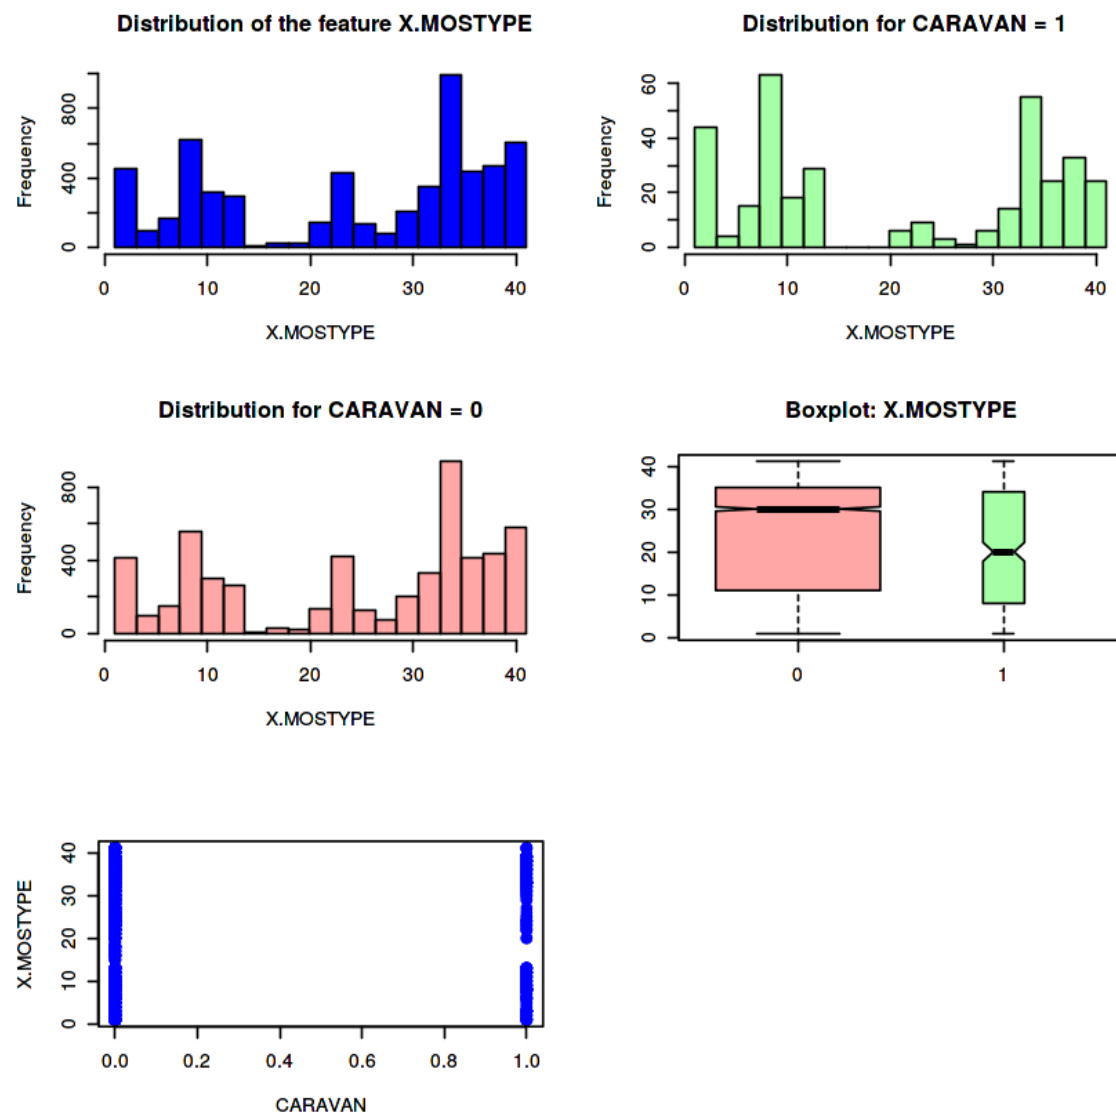 Distribution of the feature X.MOSTYPE
Frequency
0 400 800
0 10 20 30 40
X.MOSTYPE
Distribution for CARAVAN = 1
Frequency
0 20 40 60
0 10 20 30 40
X.MOSTYPE
Distribution for CARAVAN = 0
Frequency
0 400 800
0 10 20 30 40
X.MOSTYPE
Boxplot: X.MOSTYPE
0 10 20 30 40
0 1
X.MOSTYPE
0 10 20 30 40
0.0 0.2 0.4 0.6 0.8 1.0
CARAVAN